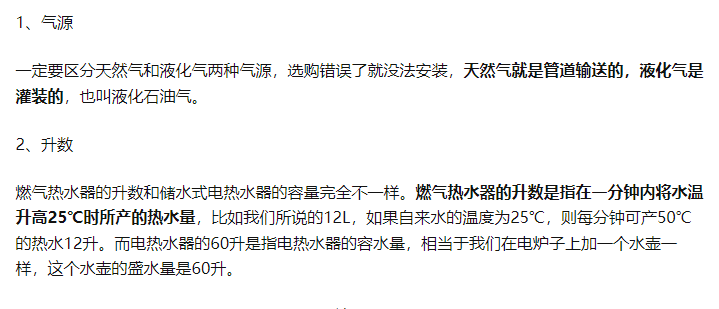 1、气源
一定要区分天然气和液化气两种气源，选购错误了就没法安装，天然气就是管道输送的，液化气是
灌装的，也叫液化石油气。
2、升数
燃气热水器的升数和储水式电热水器的容量完全不一样。燃气热水器的升数是指在一分钟内将水温
升高25℃时所产的热水量，比如我们所说的12L，如果自来水的温度为25℃，则每分钟可产50℃
的热水12升。而电热水器的60升是指电热水器的容水量，相当于我们在电炉子上加一个水壶一
样，这个水壶的盛水量是60升。